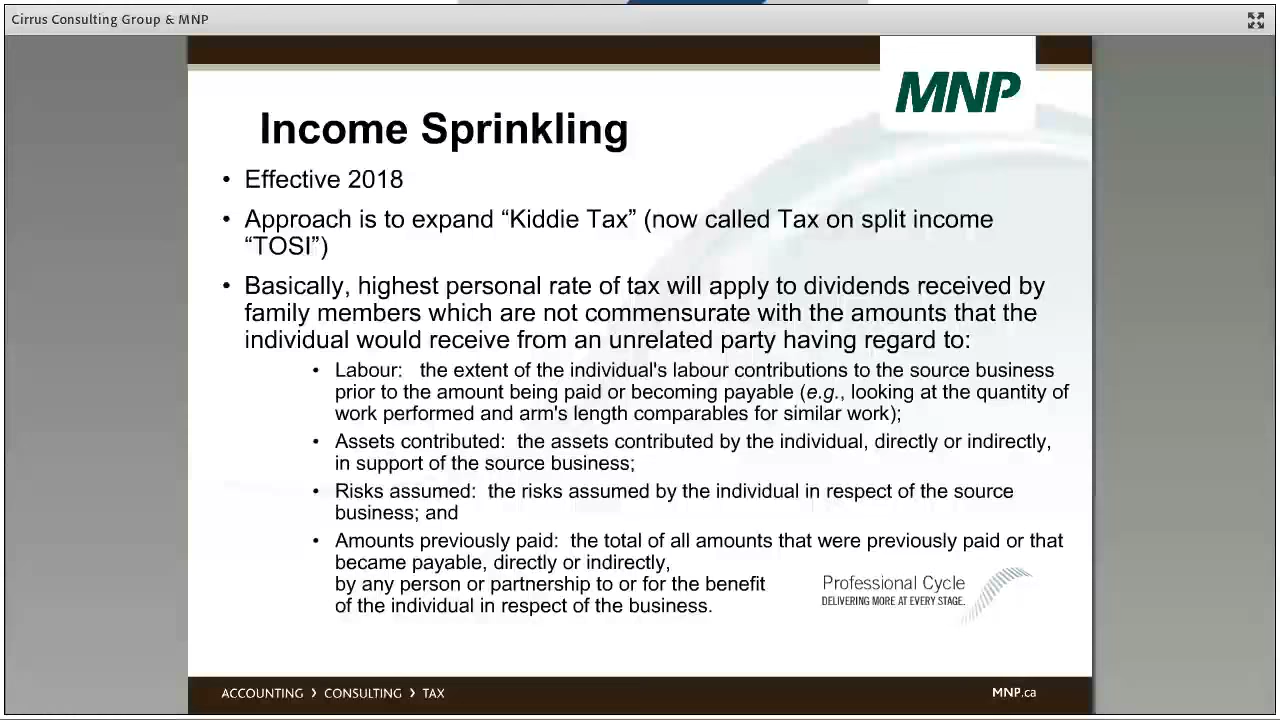 Cirrus Consulting Group & MNP
MNP
Income Sprinkling
• Effective 2018
• Approach is to expand “Kiddie Tax” (now called Tax on split income
“TOSI”)
• Basically, highest personal rate of tax will apply to dividends received by
family members which are not commensurate with the amounts that the
individual would receive from an unrelated party having regard to:
• Labour: the extent of the individual's labour contributions to the source business
prior to the amount being paid or becoming payable (e.g., looking at the quantity of
work performed and arm's length comparables for similar work);
• Assets contributed: the assets contributed by the individual, directly or indirectly,
in support of the source business;
• Risks assumed: the risks assumed by the individual in respect of the source
business; and
• Amounts previously paid: the total of all amounts that were previously paid or that
became payable, directly or indirectly,
by any person or partnership to or for the benefit
of the individual in respect of the business.
Professional Cycle
DELIVERING MORE AT EVERY STAGE.
ACCOUNTING › CONSULTING › TAX
MNP.ca